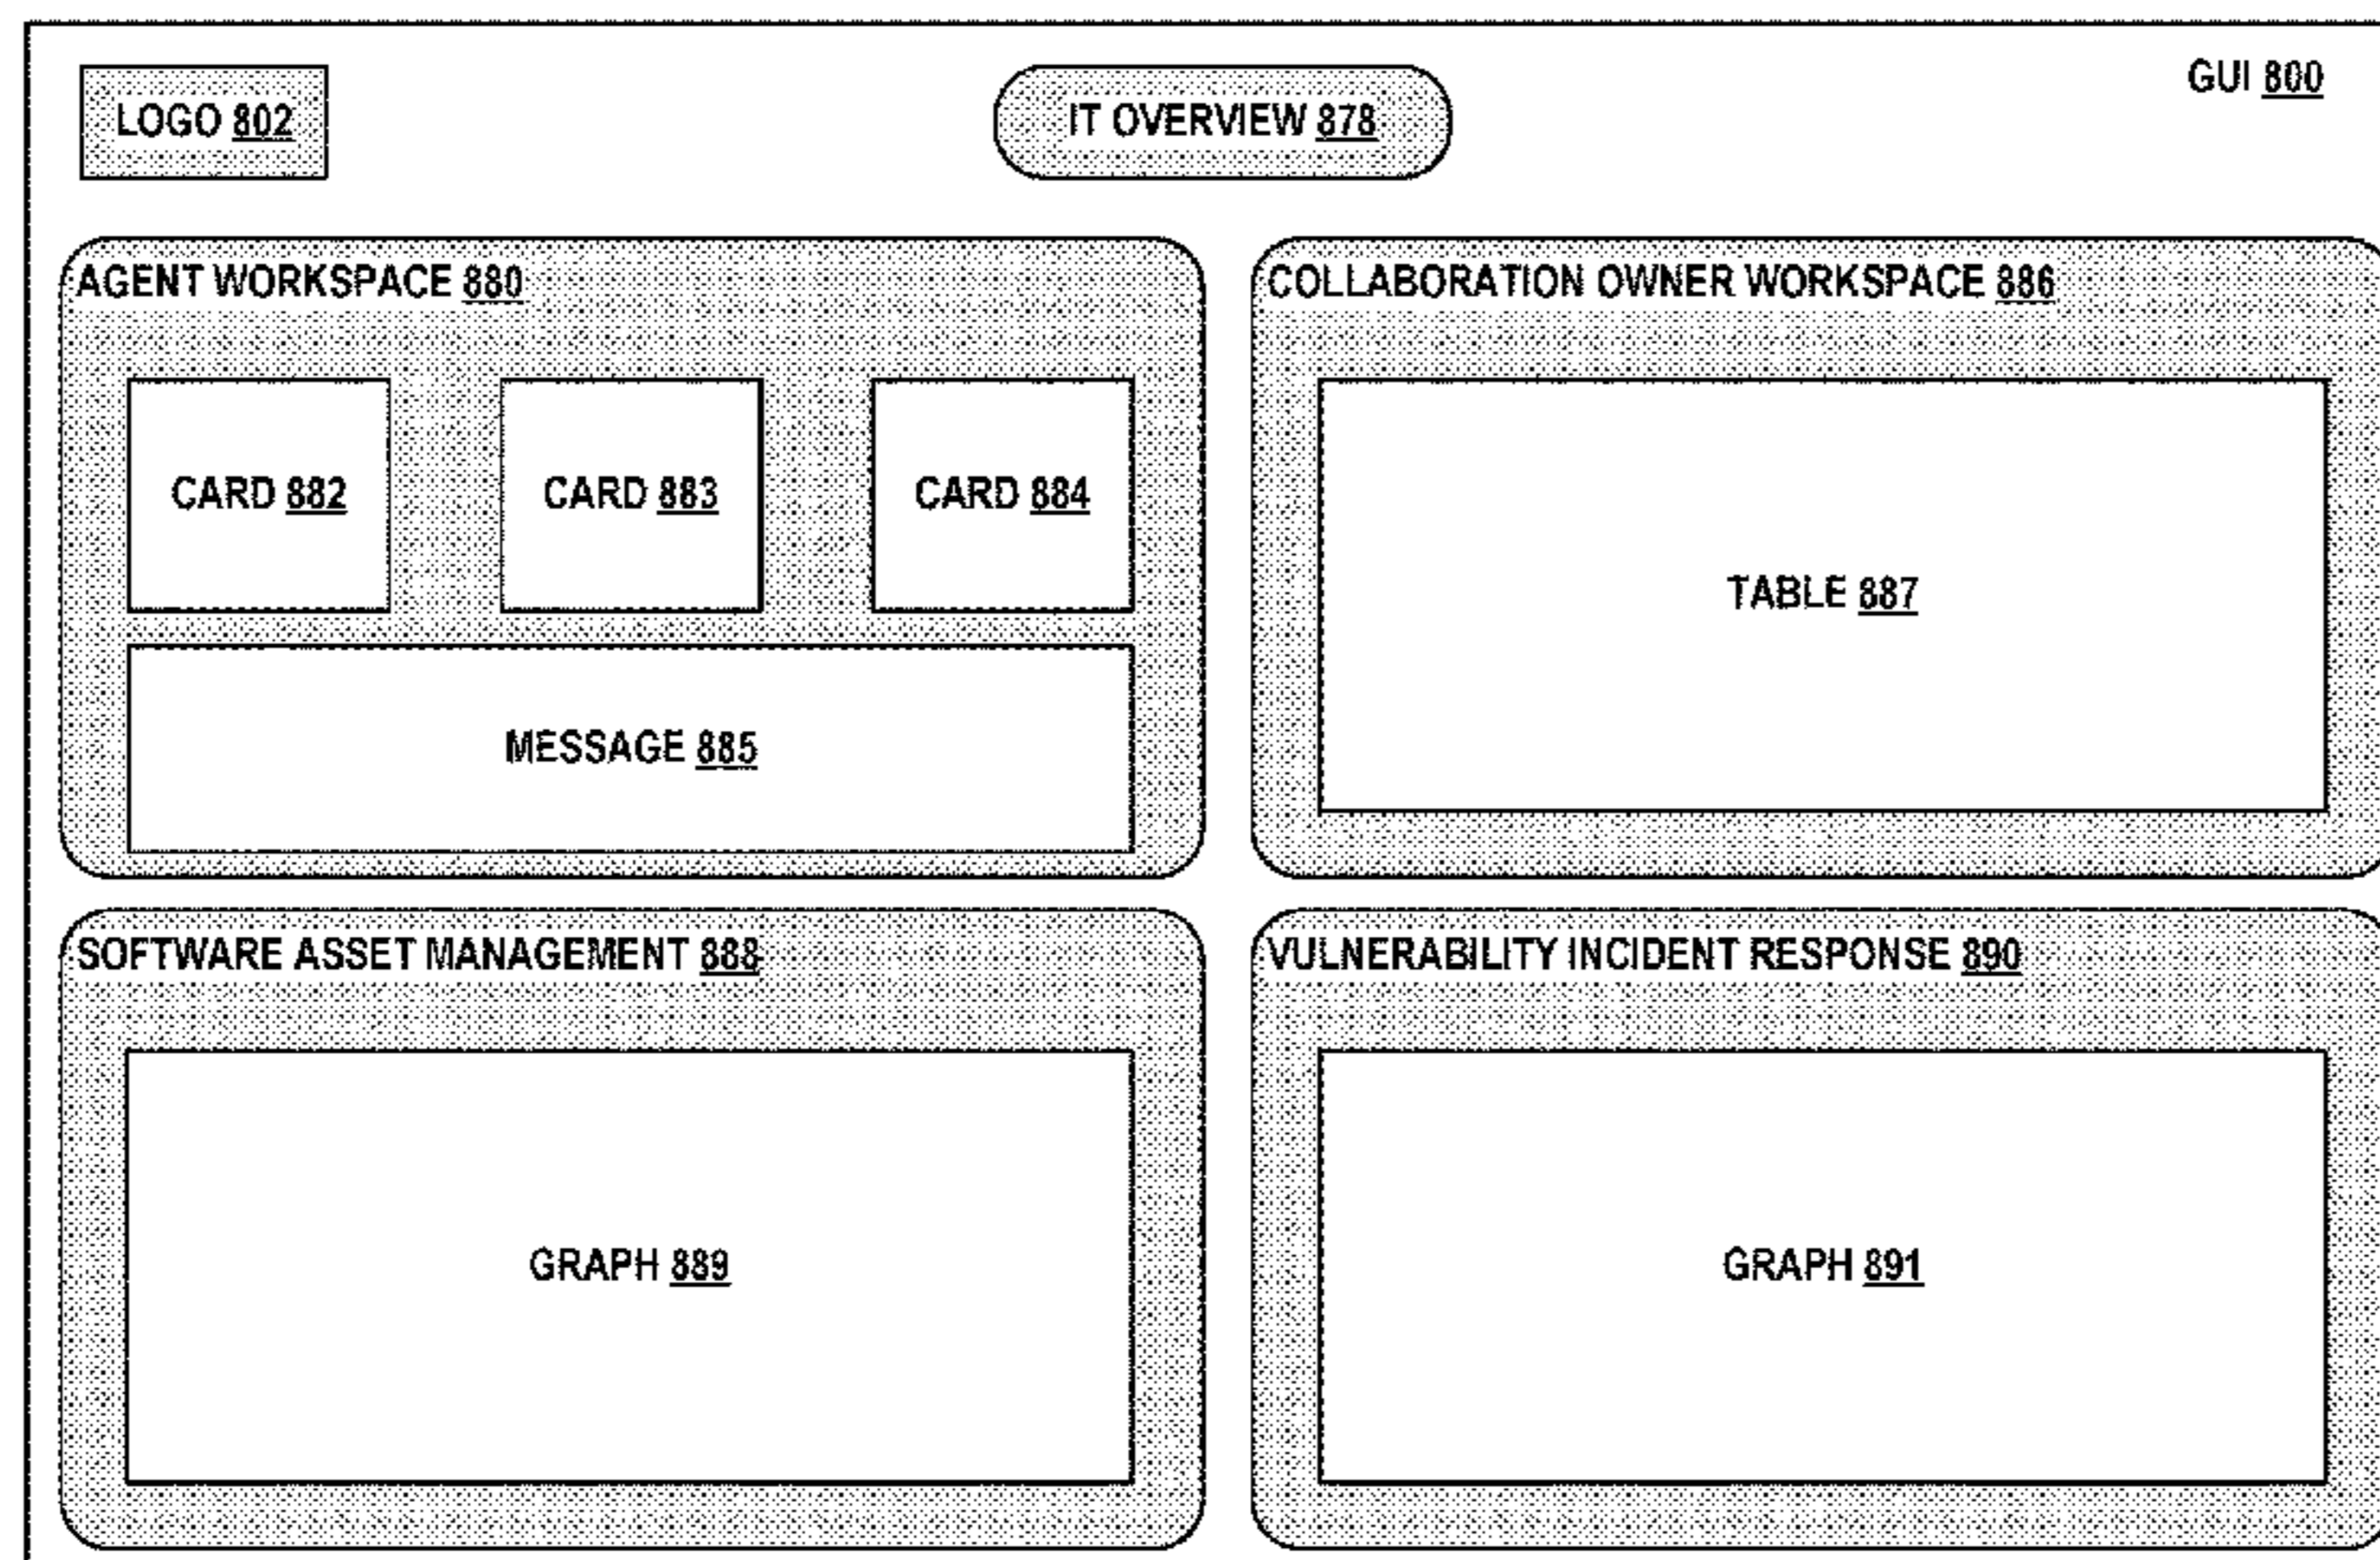 GUI 800
LOGO 802
IT OVERVIEW 878
AGENT WORKSPACE 880
CARD 882
CARD 883
CARD 884
MESSAGE 885
COLLABORATION OWNER WORKSPACE 886
TABLE 887
SOFTWARE ASSET MANAGEMENT 888
GRAPH 889
VULNERABILITY INCIDENT RESPONSE 890
GRAPH 891